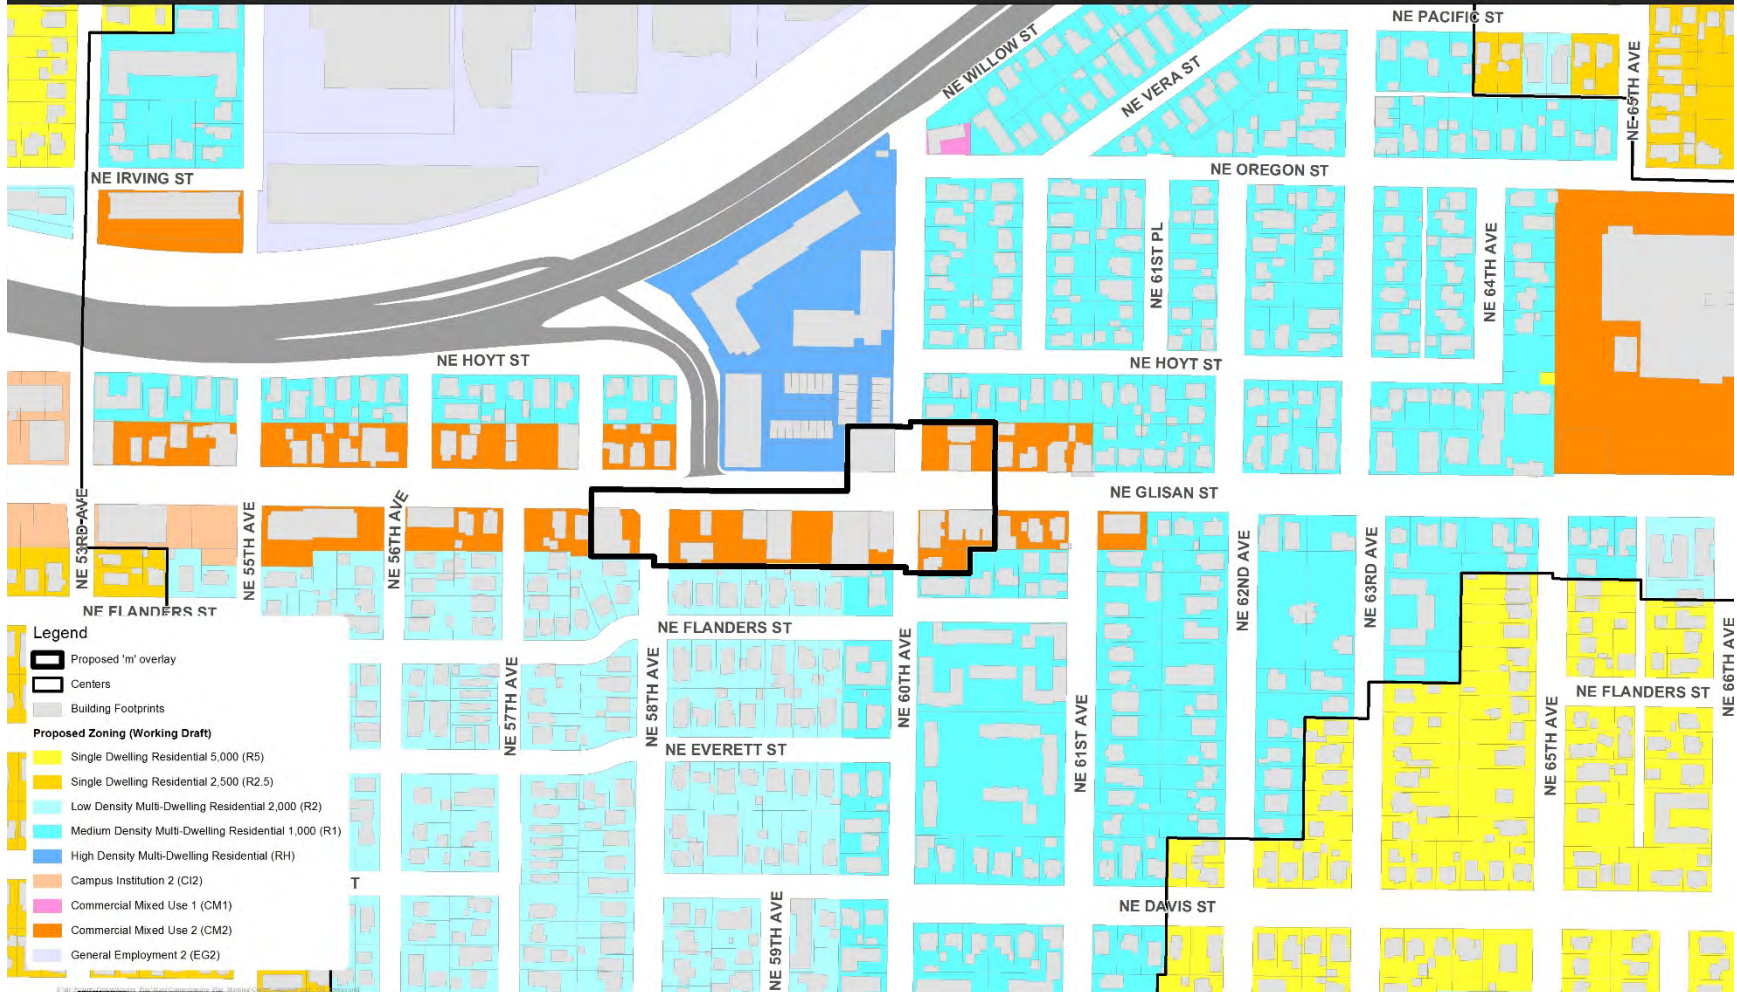 NE PACIFIC ST
NE WILLOW ST
NE VERA ST
NE 65TH AVE
NE IRVING ST
NE OREGON ST
NE 61ST PL
NE 64TH AVE
NE HOYT ST
NE HOYT ST
NE GLISAN ST
NE 53RD AVE
NE 55TH AVE
NE 56TH AVE
NE 62ND AVE
NE 63RD AVE
NE FLANDERS ST
NE FLANDERS ST
NE 57TH AVE
NE 58TH AVE
NE 60TH AVE
NE 61ST AVE
NE 65TH AVE
NE 66TH AVE
NE FLANDERS ST
NE EVERETT ST
T
NE DAVIS ST
NE 59TH AVE
Legend
Proposed 'm' overlay
Centers
Building Footprints
Proposed Zoning (Working Draft)
Single Dwelling Residential 5,000 (R5)
Single Dwelling Residential 2,500 (R2.5)
Low Density Multi-Dwelling Residential 2,000 (R2)
Medium Density Multi-Dwelling Residential 1,000 (R1)
High Density Multi-Dwelling Residential (RH)
Campus Institution 2 (CI2)
Commercial Mixed Use 1 (CM1)
Commercial Mixed Use 2 (CM2)
General Employment 2 (EG2)